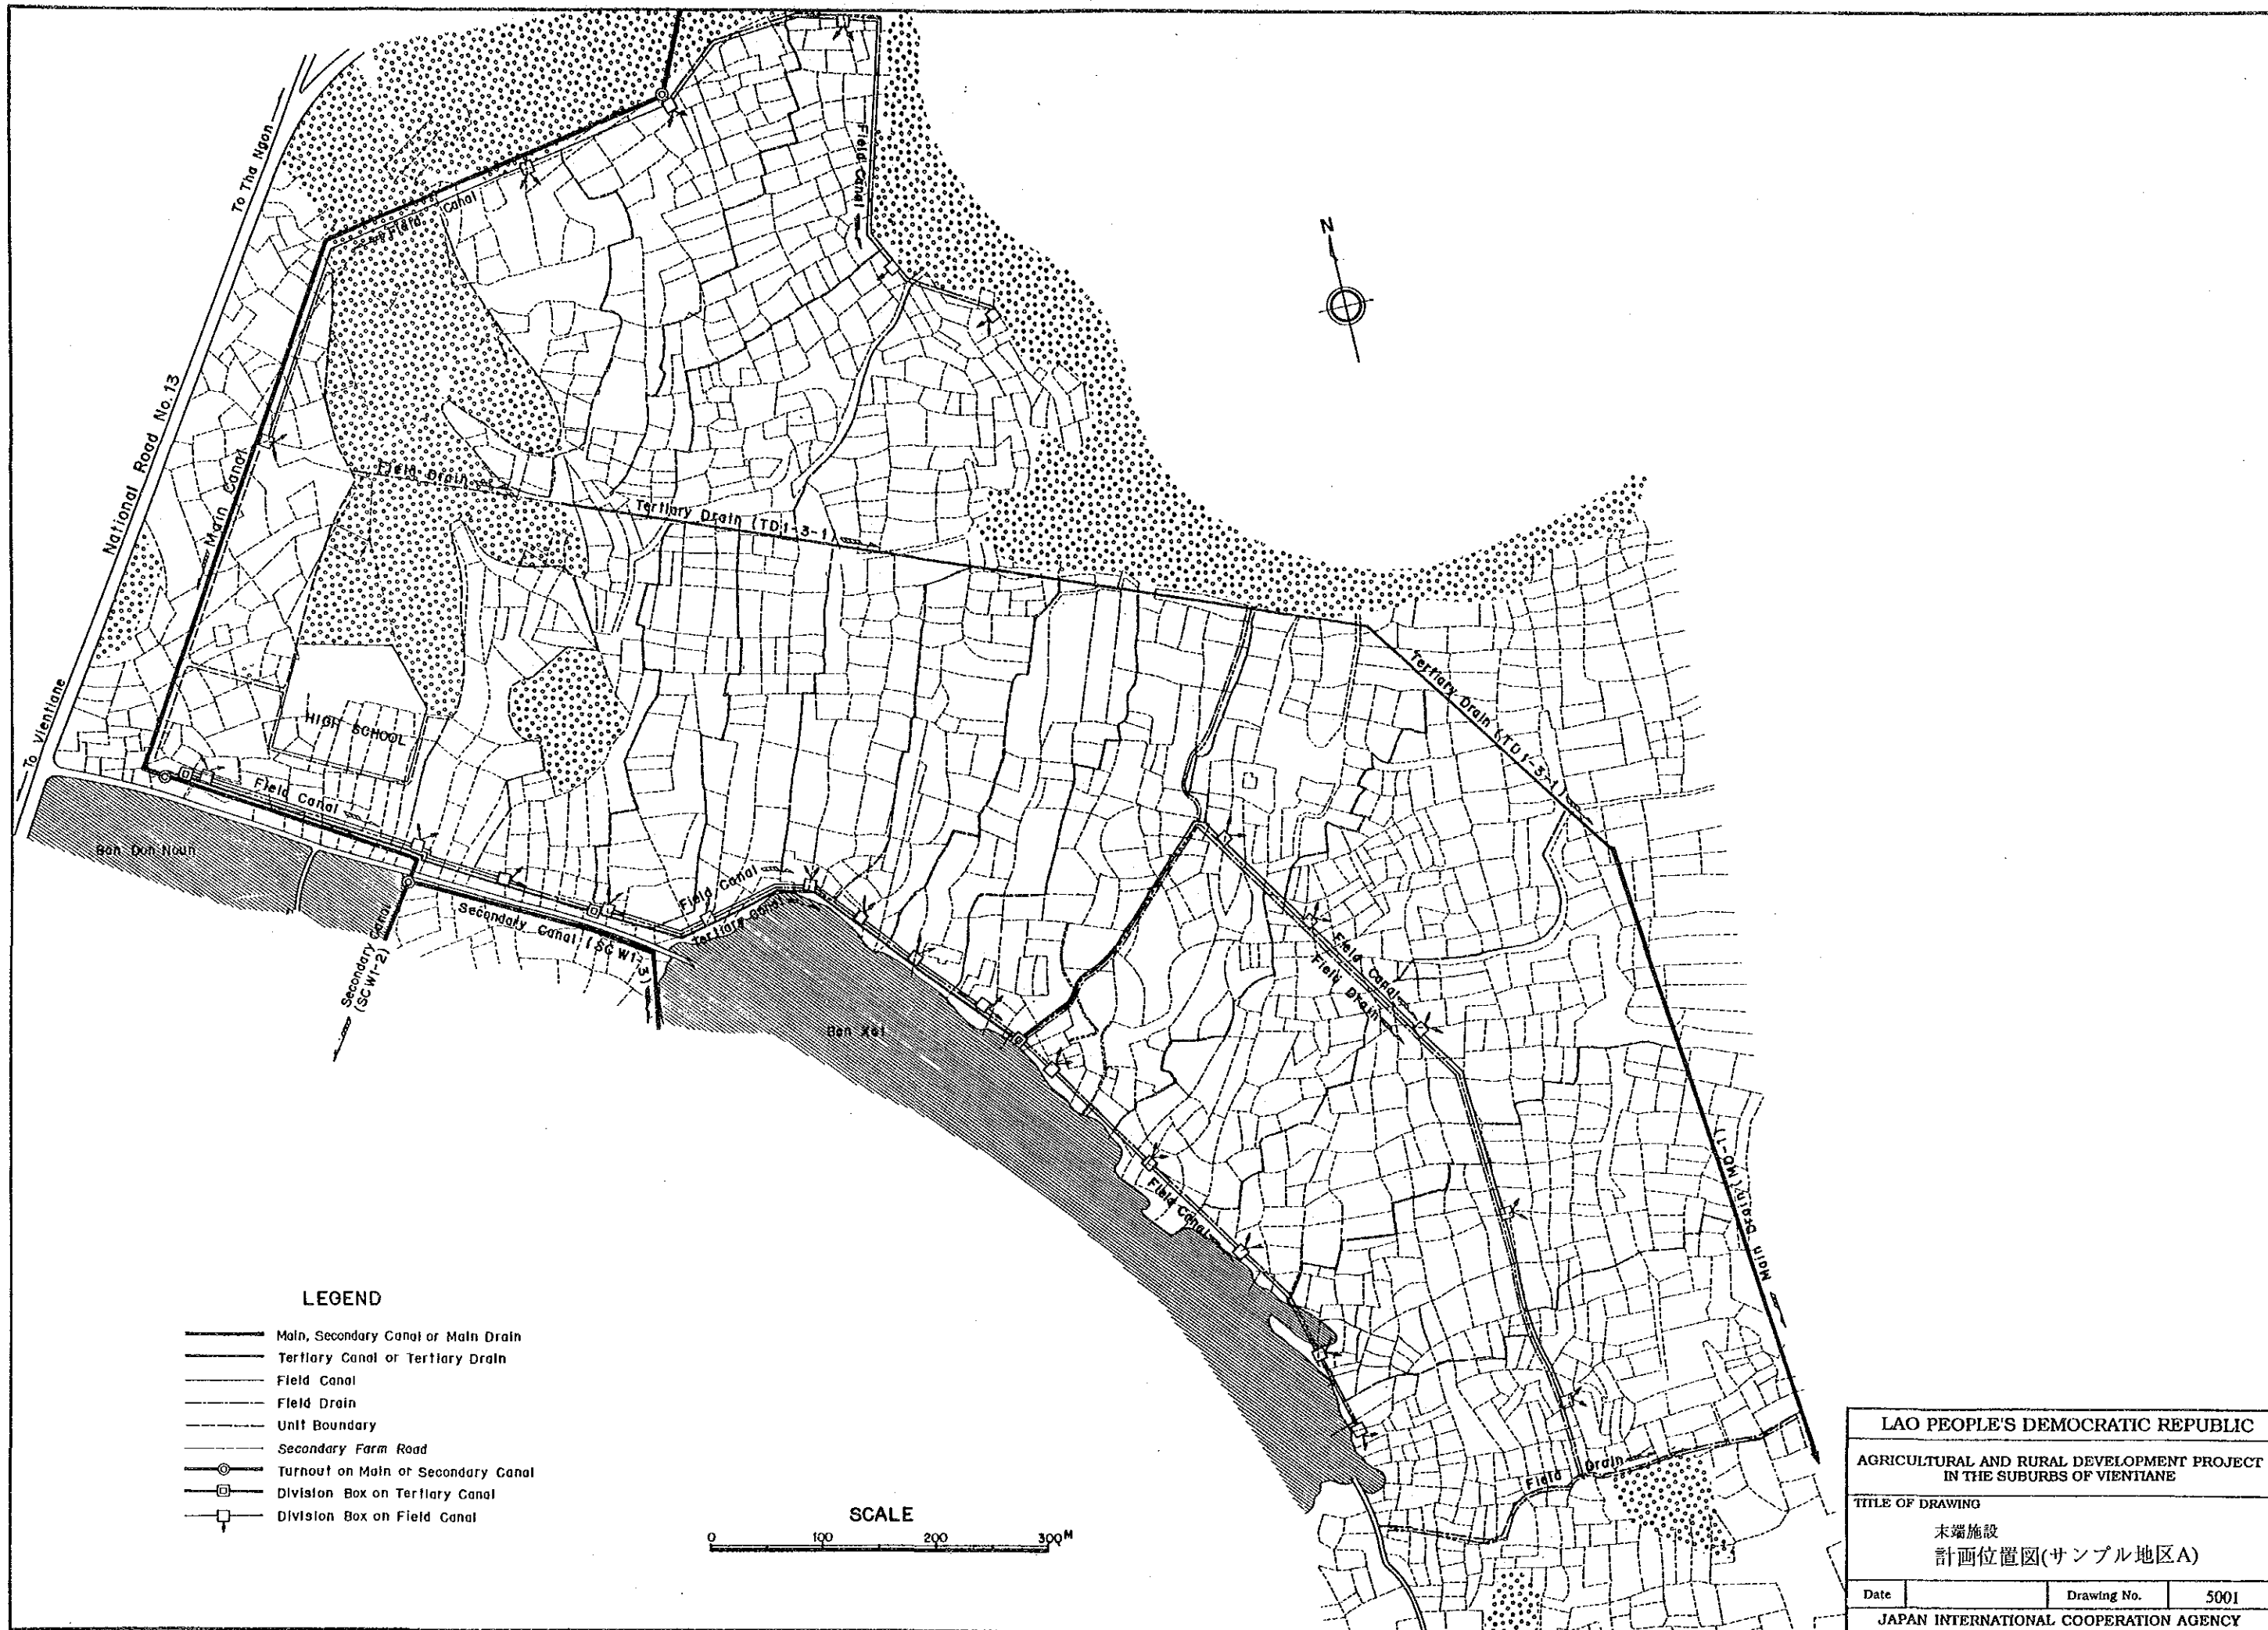 N
To Tha Ngon
National Road No.13
To Vientiane
Main Canal
Field Canal
Field Canal
Field Drain
Tertiary Drain (TD1-3-1)
HIGH SCHOOL
Tertiary Drain (TD1-3-1)
Field Canal
Ban Don Noun
Secondary Canal
(SC W1-2)
Secondary Canal (SC W1-3)
Field Canal
Tertiary Canal
Ban Xai
Field Canal
Field Drain
Field Canal
Main Drain (MD-1)
Field Drain
LEGEND
Main, Secondary Canal or Main Drain
Tertiary Canal or Tertiary Drain
Field Canal
Field Drain
Unit Boundary
Secondary Farm Road
Turnout on Main or Secondary Canal
Division Box on Tertiary Canal
Division Box on Field Canal
SCALE
0 100 200 300M
LAO PEOPLE'S DEMOCRATIC REPUBLIC
AGRICULTURAL AND RURAL DEVELOPMENT PROJECT
IN THE SUBURBS OF VIENTIANE
TITLE OF DRAWING
末端施設
計画位置図(サンプル地区A)
Date Drawing No. 5001
JAPAN INTERNATIONAL COOPERATION AGENCY